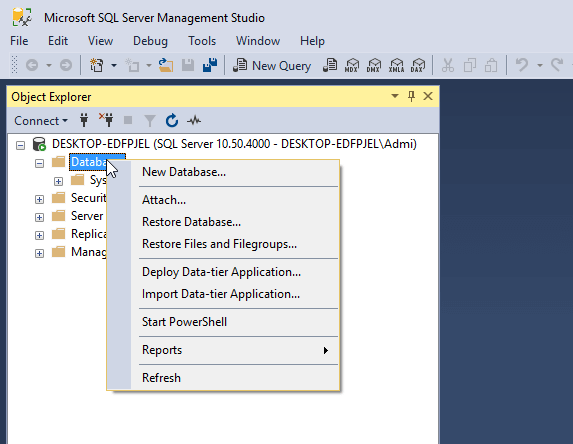 Microsoft SQL Server Management Studio
File Edit View Debug Tools Window Help
New Query MDX DMX XMLA DAX
Object Explorer
Connect
DESKTOP-EDFPJEL (SQL Server 10.50.4000 - DESKTOP-EDFPJEL\Admi)
Databas
New Database...
Sys
Attach...
Securit
Server
Restore Database...
Replica
Restore Files and Filegroups...
Manag
Deploy Data-tier Application...
Import Data-tier Application...
Start PowerShell
Reports
Refresh